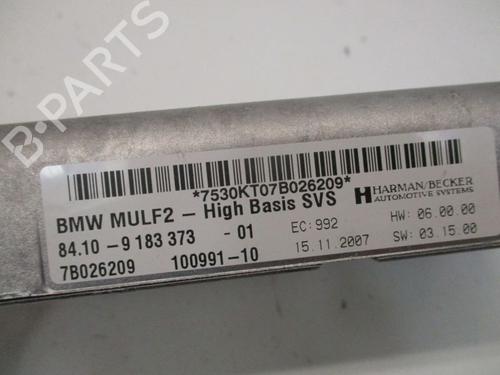 B-PARTS
*7530KT07B026209*
BMW MULF2 - High Basis SVS
HARMAN/BECKER
AUTOMOTIVE SYSTEMS
84.10 - 9 183 373 - 01
EC: 992
HW: 06.00.00
7B026209 100991-10
15.11.2007
SW: 03.15.00